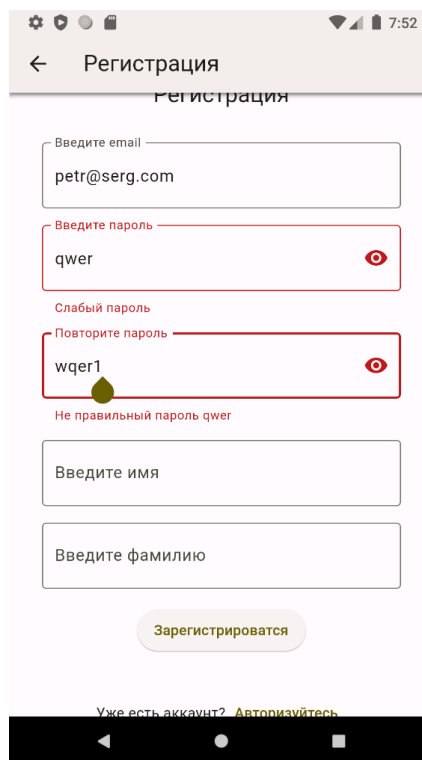 7:52
Регистрация
Регистрация
Введите email
petr@serg.com
Введите пароль
qwer
Слабый пароль
Повторите пароль
wqer1
Не правильный пароль qwer
Введите имя
Введите фамилию
Зарегистрироватся
Уже есть аккаунт? Авторизуйтесь